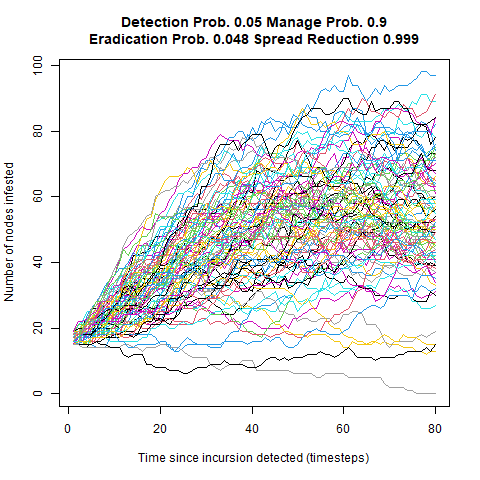 Detection Prob. 0.05 Manage Prob. 0.9
Eradication Prob. 0.048 Spread Reduction 0.999
Number of nodes infested
100
80
60
40
20
0
0 20 40 60 80
Time since incursion detected (timesteps)